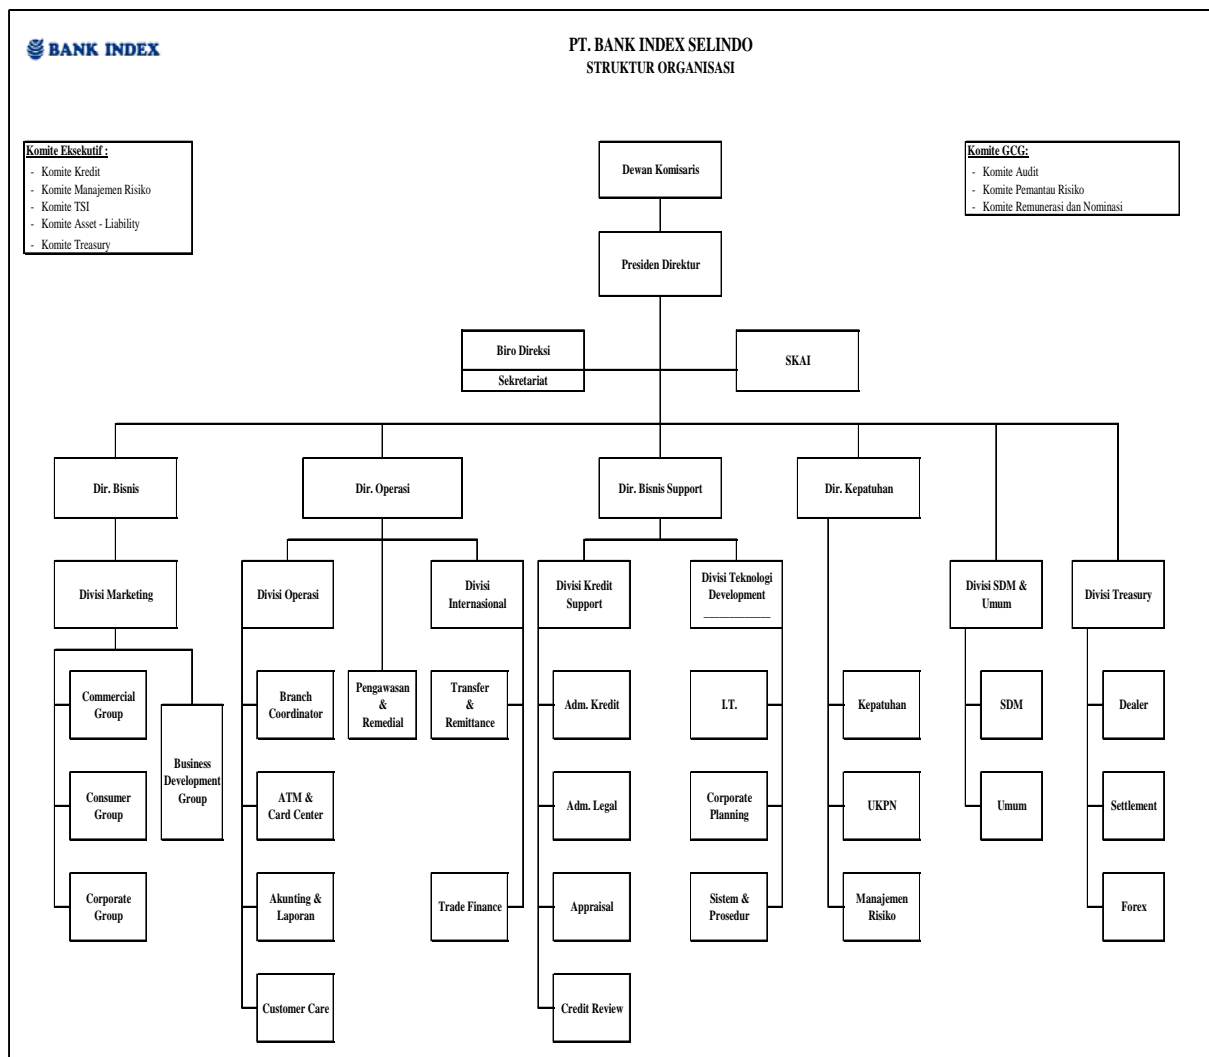 BANK INDEX
PT. BANK INDEX SELINDO
STRUKTUR ORGANISASI
Komite Eksekutif :
- Komite Kredit
- Komite Manajemen Risiko
- Komite TSI
- Komite Asset - Liability
- Komite Treasury
Dewan Komisaris
Komite GCG:
- Komite Audit
- Komite Pemantau Risiko
- Komite Remunerasi dan Nominasi
Presiden Direktur
Biro Direksi
Sekretariat
SKAI
Dir. Bisnis
Dir. Operasi
Dir. Bisnis Support
Dir. Kepatuhan
Divisi Marketing
Divisi Operasi
Divisi
Internasional
Divisi Kredit
Support
Divisi Teknologi
Development
Divisi SDM &
Umum
Divisi Treasury
Commercial
Group
Business
Development
Group
Branch
Coordinator
Pengawasan
&
Remedial
Transfer
&
Remittance
Adm. Kredit
I.T.
Kepatuhan
SDM
Dealer
Consumer
Group
ATM &
Card Center
Adm. Legal
Corporate
Planning
UKPN
Umum
Settlement
Corporate
Group
Akunting &
Laporan
Trade Finance
Appraisal
Sistem &
Prosedur
Manajemen
Risiko
Forex
Customer Care
Credit Review